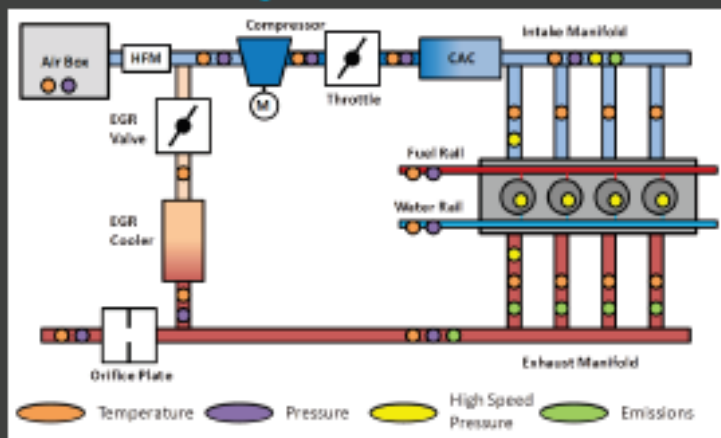 Compressor
Intake Manifold
Air Box
HFM
CAC
M
Throttle
EGR
Valve
Fuel Rail
Water Rail
EGR
Cooler
Orifice Plate
Exhaust Manifold
Temperature
Pressure
High Speed
Pressure
Emissions